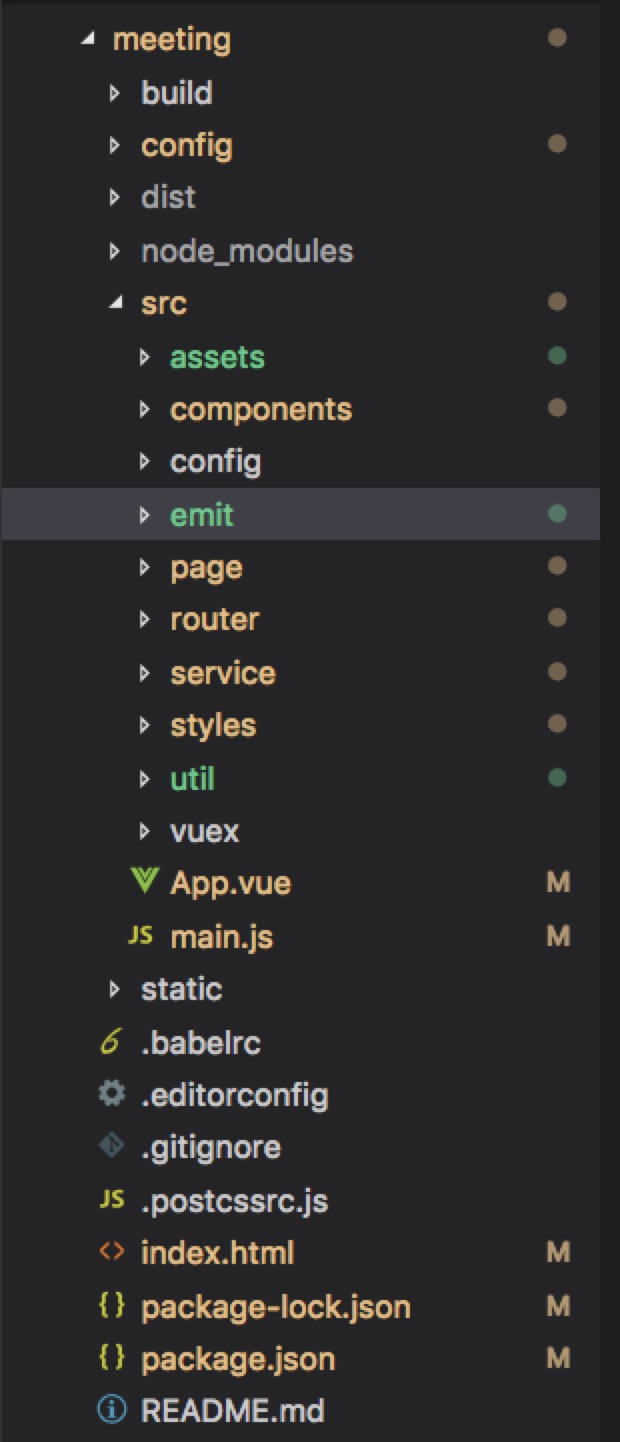 meeting
build
config
dist
node_modules
src
assets
components
config
emit
page
router
service
styles
util
vuex
App.vue M
JS main.js M
static
6 .babelrc
.editorconfig
.gitignore
JS .postcssrc.js
<> index.html M
{} package-lock.json M
{} package.json M
i README.md